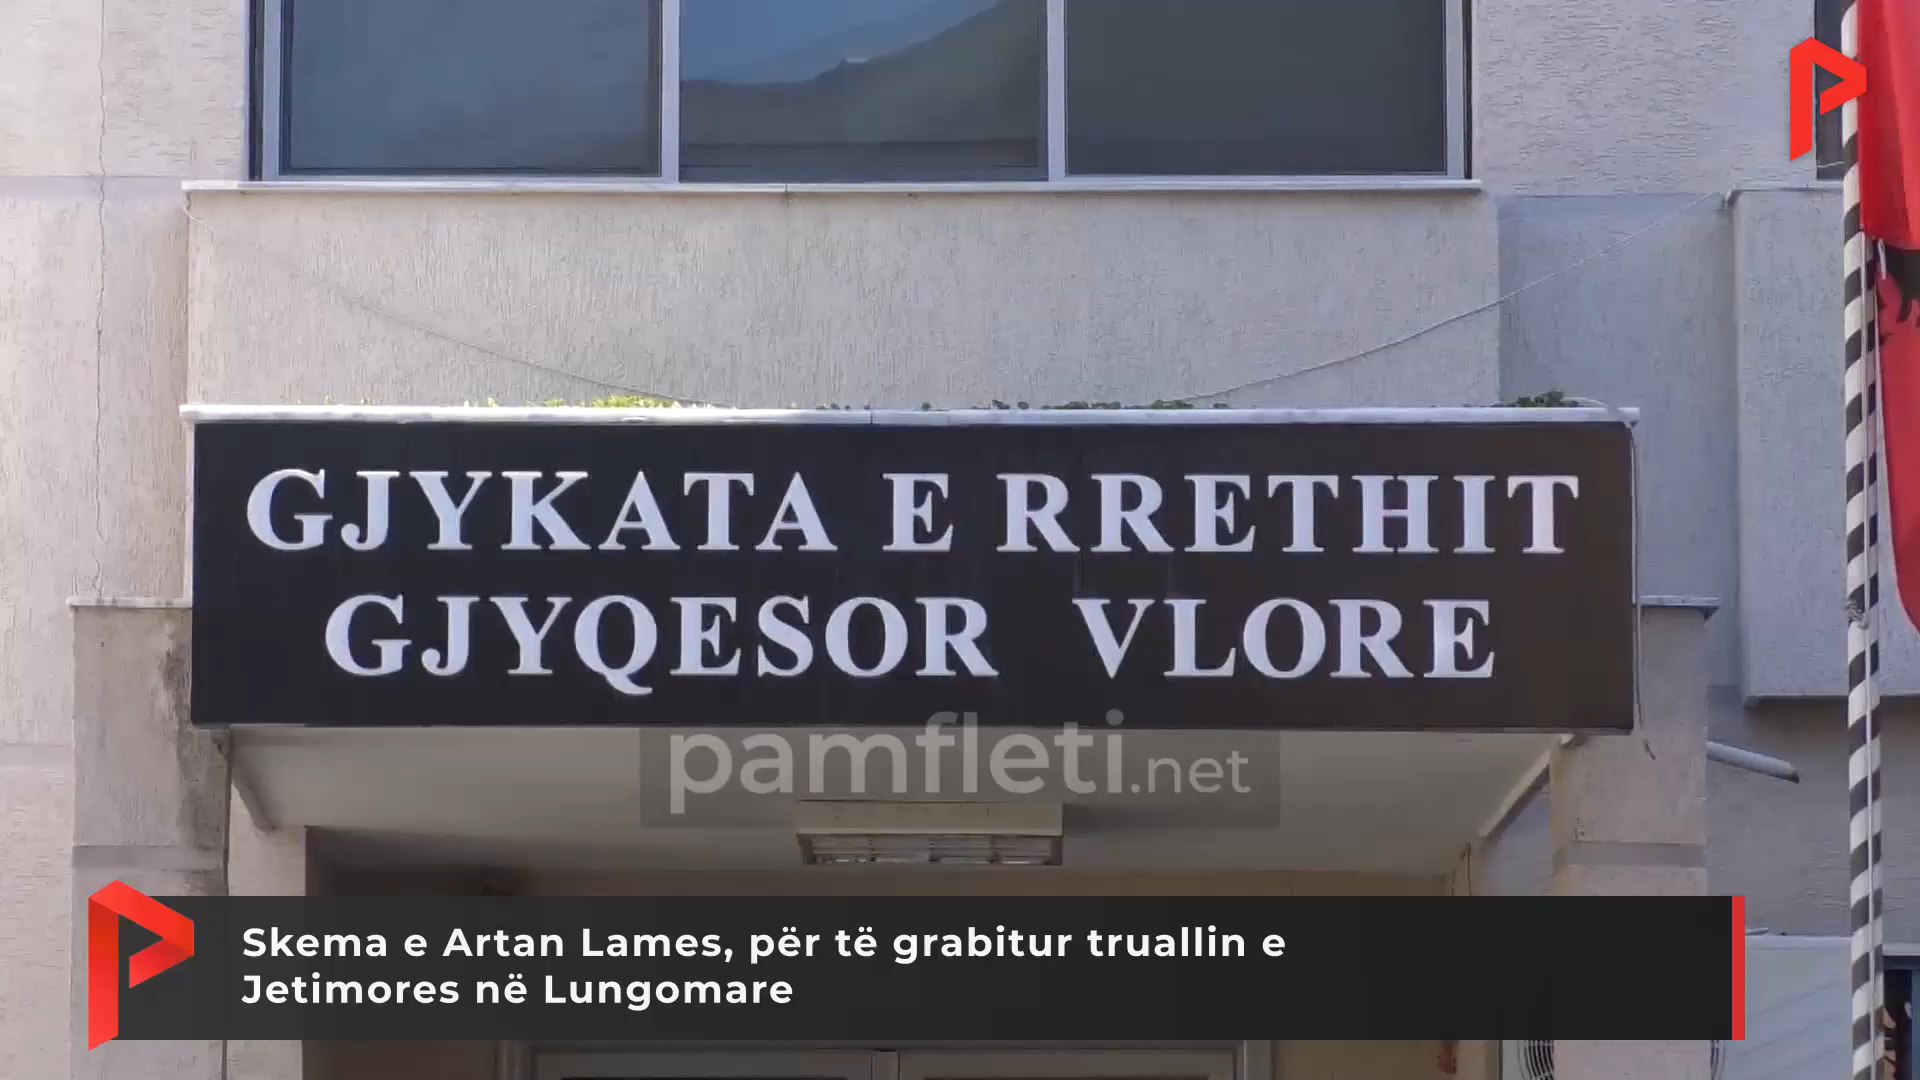 GJYKATA E RRETHIT
GJYQESOR VLORE
pamfleti.net
Skema e Artan Lames, për të grabitur truallin e
Jetimores në Lungomare